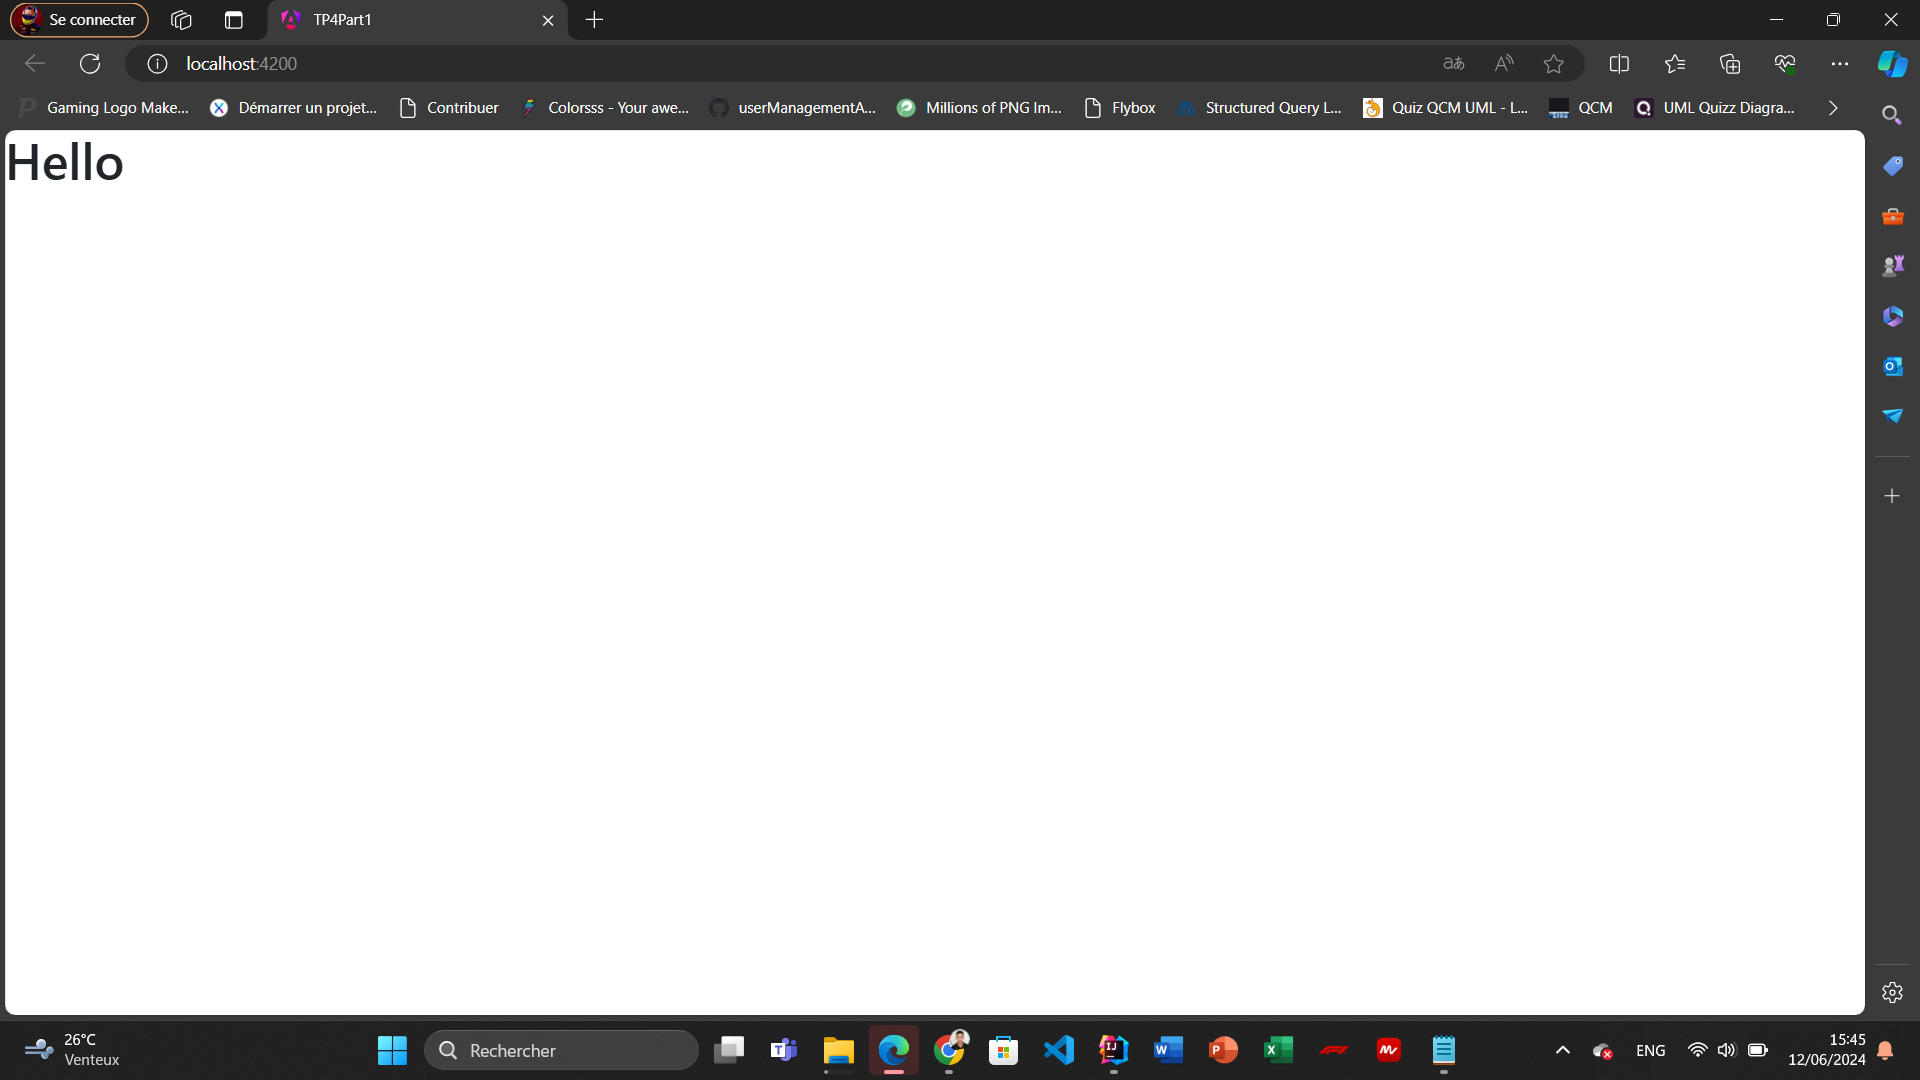 Se connecter
TP4Part1
localhost:4200
Gaming Logo Make...
Démarrer un projet...
Contribuer
Colorsss - Your awe...
userManagementA...
Millions of PNG Im...
Flybox
Structured Query L...
Quiz QCM UML - L...
QCM
UML Quizz Diagra...
Hello
26°C
Venteux
Rechercher
ENG
15:45
12/06/2024